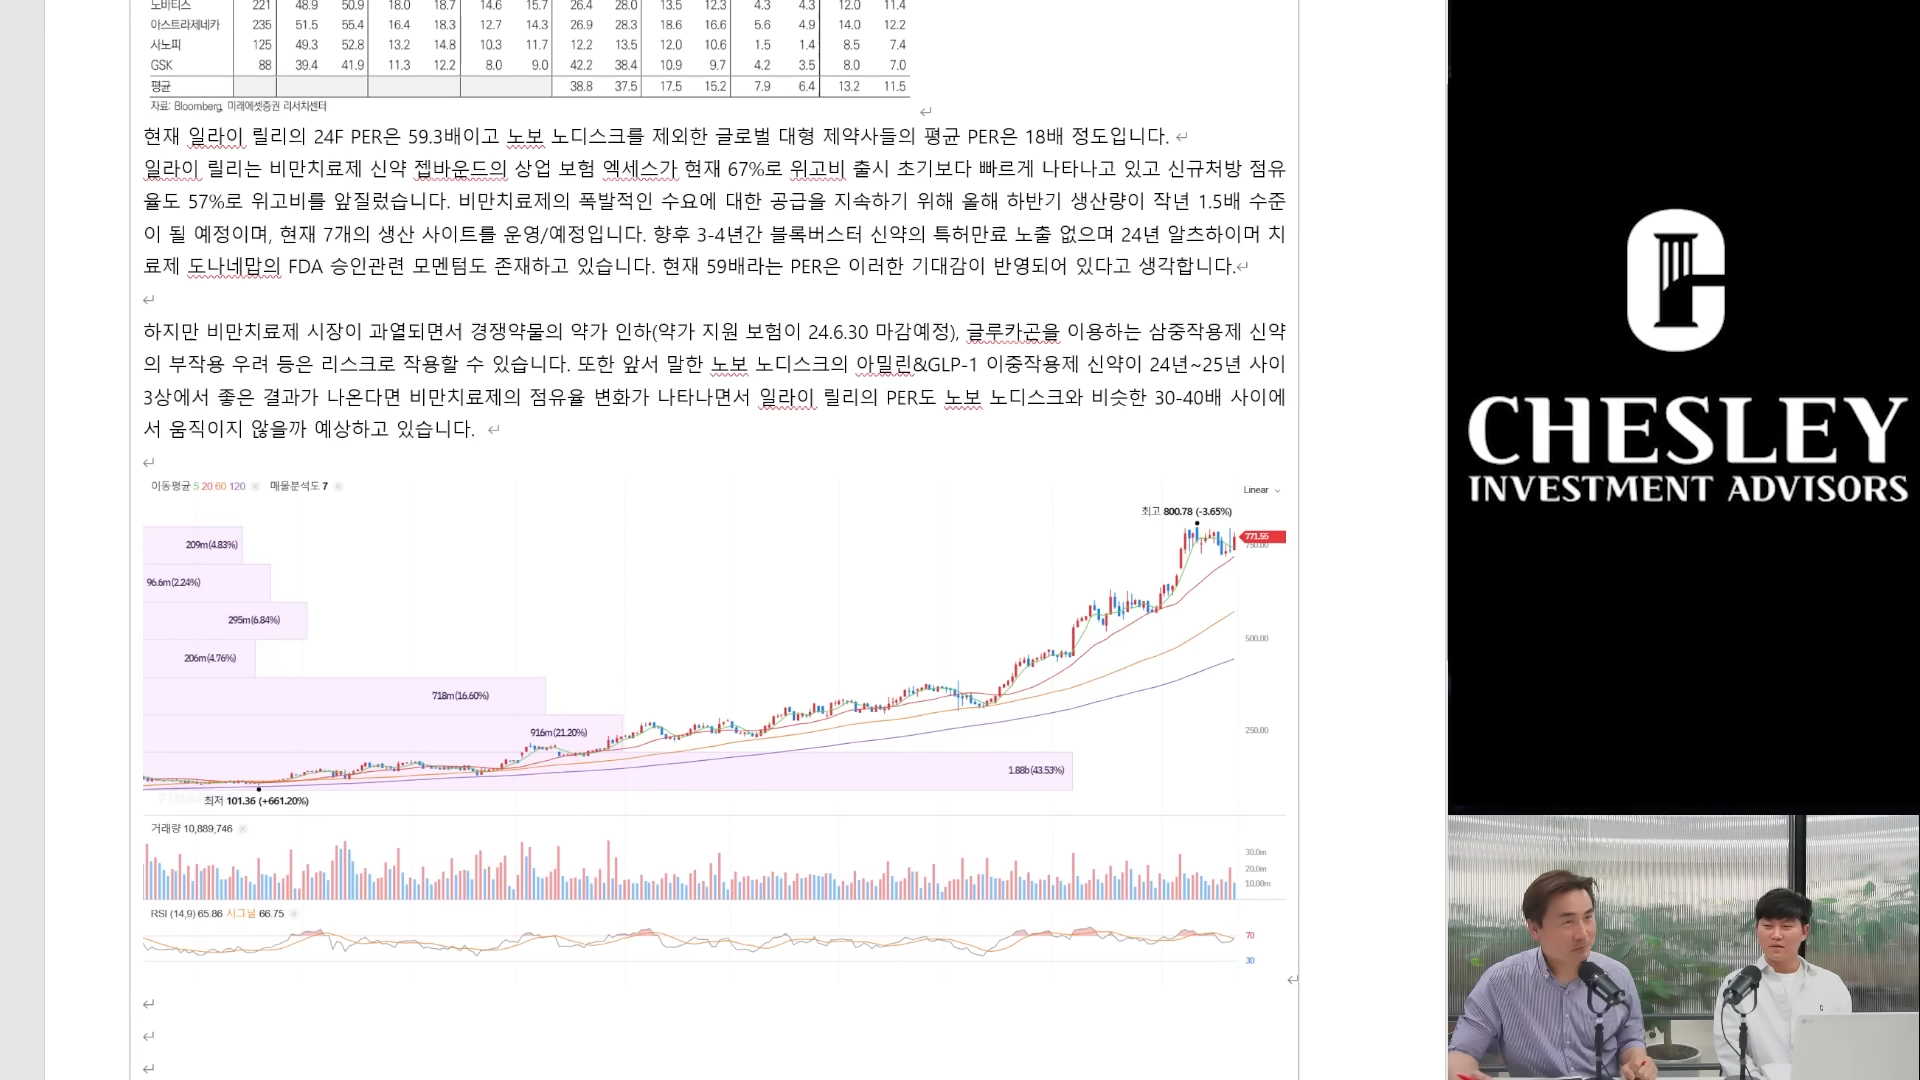 노바티스 221 48.9 50.9 18.0 18.7 14.6 15.7 26.4 28.0 13.5 12.3 4.3 4.3 12.0 11.4
아스트라제네카 235 51.5 55.4 16.4 18.3 12.7 14.3 26.9 28.3 18.6 16.6 5.6 4.9 14.0 12.2
사노피 125 49.3 52.8 13.2 14.8 10.3 11.7 12.2 13.5 12.0 10.6 1.5 1.4 8.5 7.4
GSK 88 39.4 41.9 11.3 12.2 8.0 9.0 42.2 38.4 10.9 9.7 4.2 3.5 8.0 7.0
평균 38.8 37.5 17.5 15.2 7.9 6.4 13.2 11.5
자료: Bloomberg, 미래에셋증권 리서치센터
현재 일라이 릴리의 24F PER은 59.3배이고 노보 노디스크를 제외한 글로벌 대형 제약사들의 평균 PER은 18배 정도입니다.
일라이 릴리는 비만치료제 신약 젭바운드의 상업 보험 엑세스가 현재 67%로 위고비 출시 초기보다 빠르게 나타나고 있고 신규처방 점유
율도 57%로 위고비를 앞질렀습니다. 비만치료제의 폭발적인 수요에 대한 공급을 지속하기 위해 올해 하반기 생산량이 작년 1.5배 수준
이 될 예정이며, 현재 7개의 생산 사이트를 운영/예정입니다. 향후 3-4년간 블록버스터 신약의 특허만료 노출 없으며 24년 알츠하이머 치
료제 도나네맙의 FDA 승인관련 모멘텀도 존재하고 있습니다. 현재 59배라는 PER은 이러한 기대감이 반영되어 있다고 생각합니다.
하지만 비만치료제 시장이 과열되면서 경쟁약물의 약가 인하(약가 지원 보험이 24.6.30 마감예정), 글루카곤을 이용하는 삼중작용제 신약
의 부작용 우려 등은 리스크로 작용할 수 있습니다. 또한 앞서 말한 노보 노디스크의 아밀린&GLP-1 이중작용제 신약이 24년~25년 사이
3상에서 좋은 결과가 나온다면 비만치료제의 점유율 변화가 나타나면서 일라이 릴리의 PER도 노보 노디스크와 비슷한 30-40배 사이에
서 움직이지 않을까 예상하고 있습니다.
이동평균 5 20 60 120 매물분석도 7
Linear
최고 800.78 (-3.65%)
771.55
750.00
209m(4.83%)
96.6m(2.24%)
295m(6.84%)
500.00
206m(4.76%)
718m(16.60%)
916m(21.20%)
250.00
1.88b(43.53%)
최저 101.36 (+661.20%)
거래량 10,889,746
30.0m
20.0m
10.00m
RSI (14,9) 65.86 시그널 66.75
70
30
CHESLEY
INVESTMENT ADVISORS